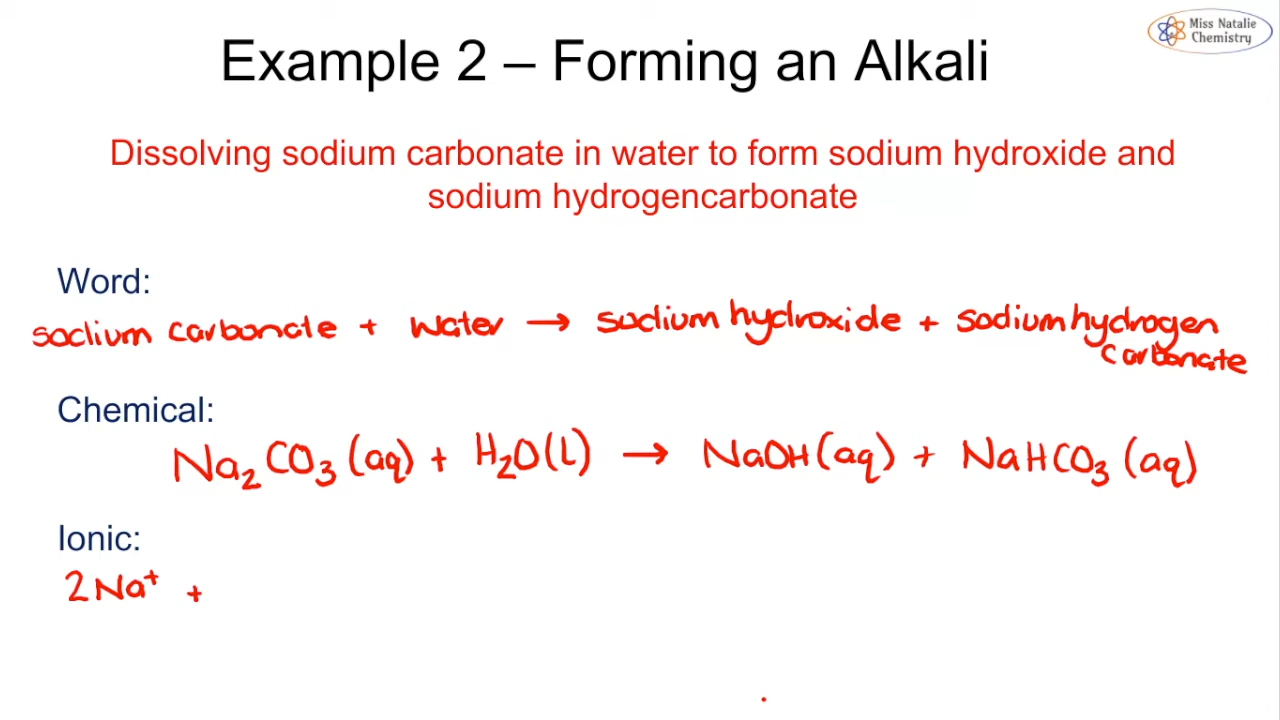 Miss Natalie
Chemistry
Example 2 – Forming an Alkali
Dissolving sodium carbonate in water to form sodium hydroxide and
sodium hydrogencarbonate
Word:
sodium carbonate + water → sodium hydroxide + sodium hydrogen
carbonate
Chemical:
Na₂CO₃ (aq) + H₂O(l) → NaOH (aq) + NaHCO₃ (aq)
Ionic:
2Na⁺ +